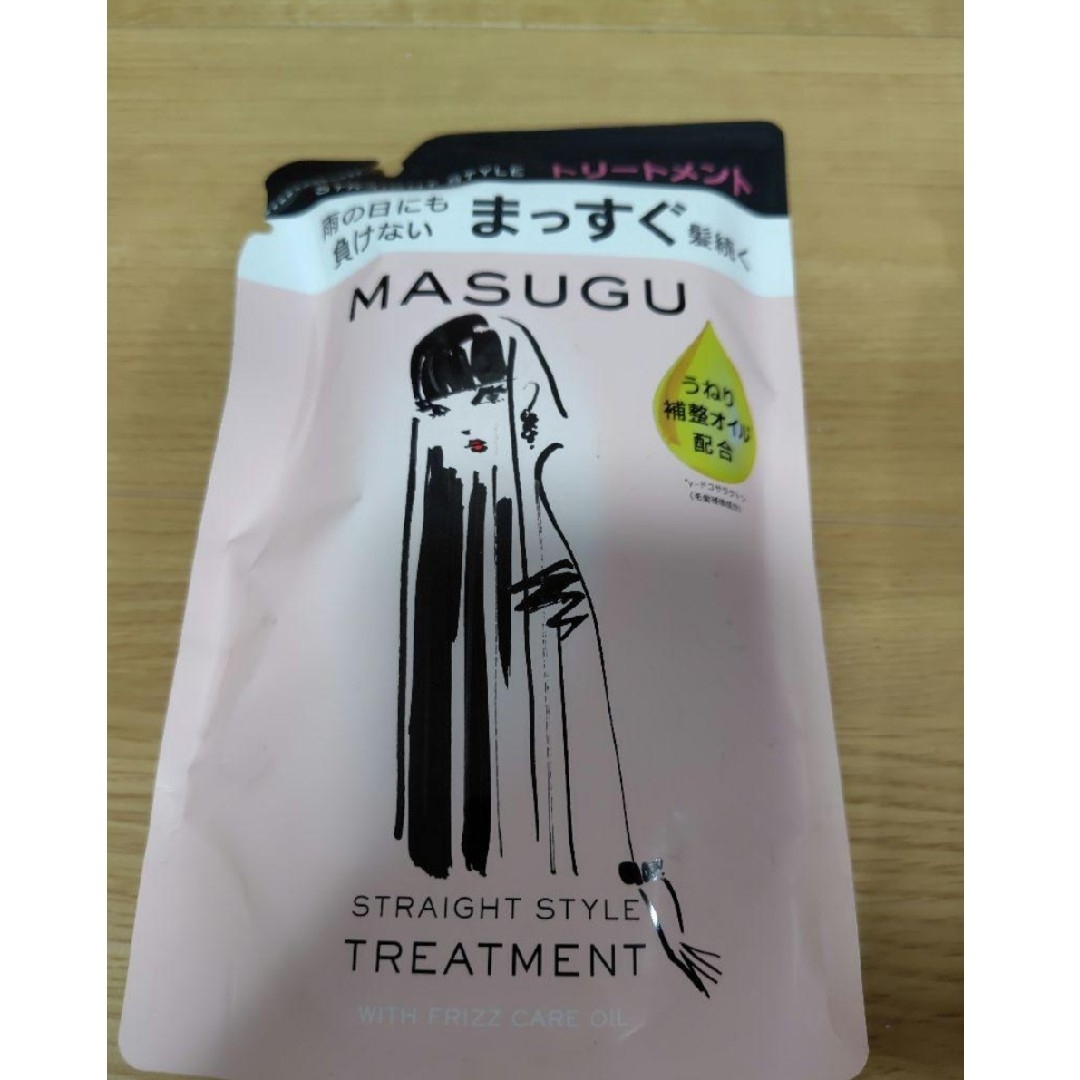 STRAIGHT STYLE トリートメント
雨の日にも
負けない
まっすぐ
髪続く
MASUGU
うねり
補整オイル
配合
STRAIGHT STYLE
TREATMENT
WITH FRIZZ CARE OIL